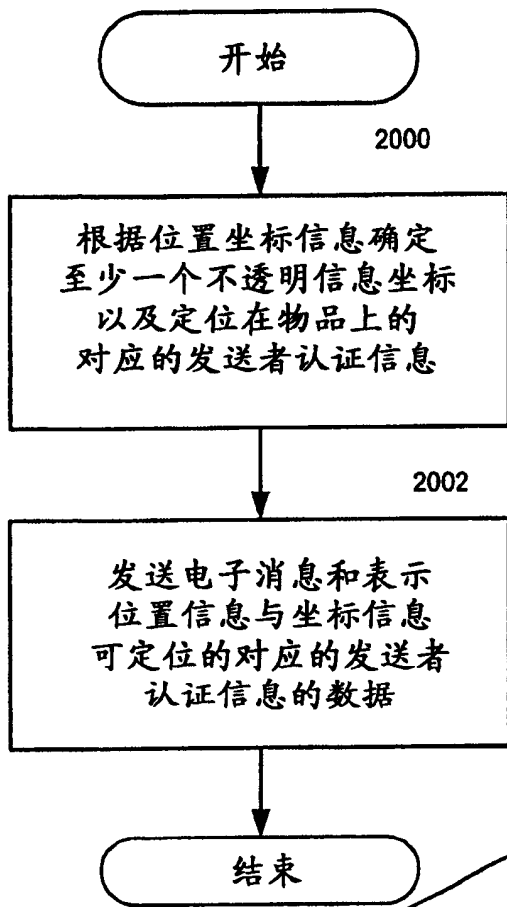 开始
2000
根据位置坐标信息确定
至少一个不透明信息坐标
以及定位在物品上的
对应的发送者认证信息
2002
发送电子消息和表示
位置信息与坐标信息
可定位的对应的发送者
认证信息的数据
结束